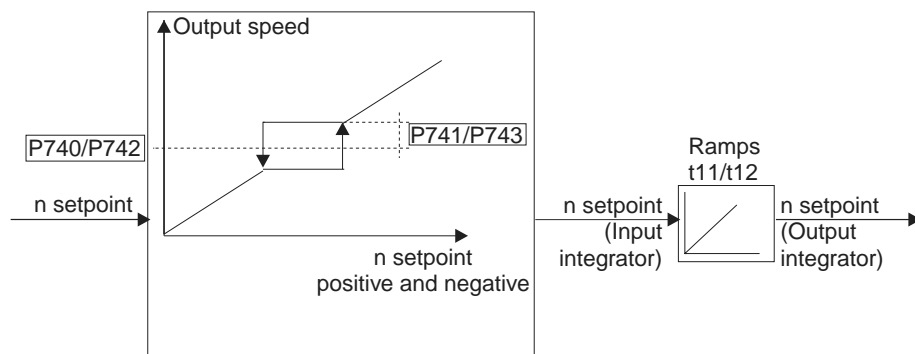 Output speed
P740/P742
P741/P743
n setpoint
n setpoint
positive and negative
n setpoint
(Input
integrator)
Ramps
t11/t12
n setpoint
(Output
integrator)